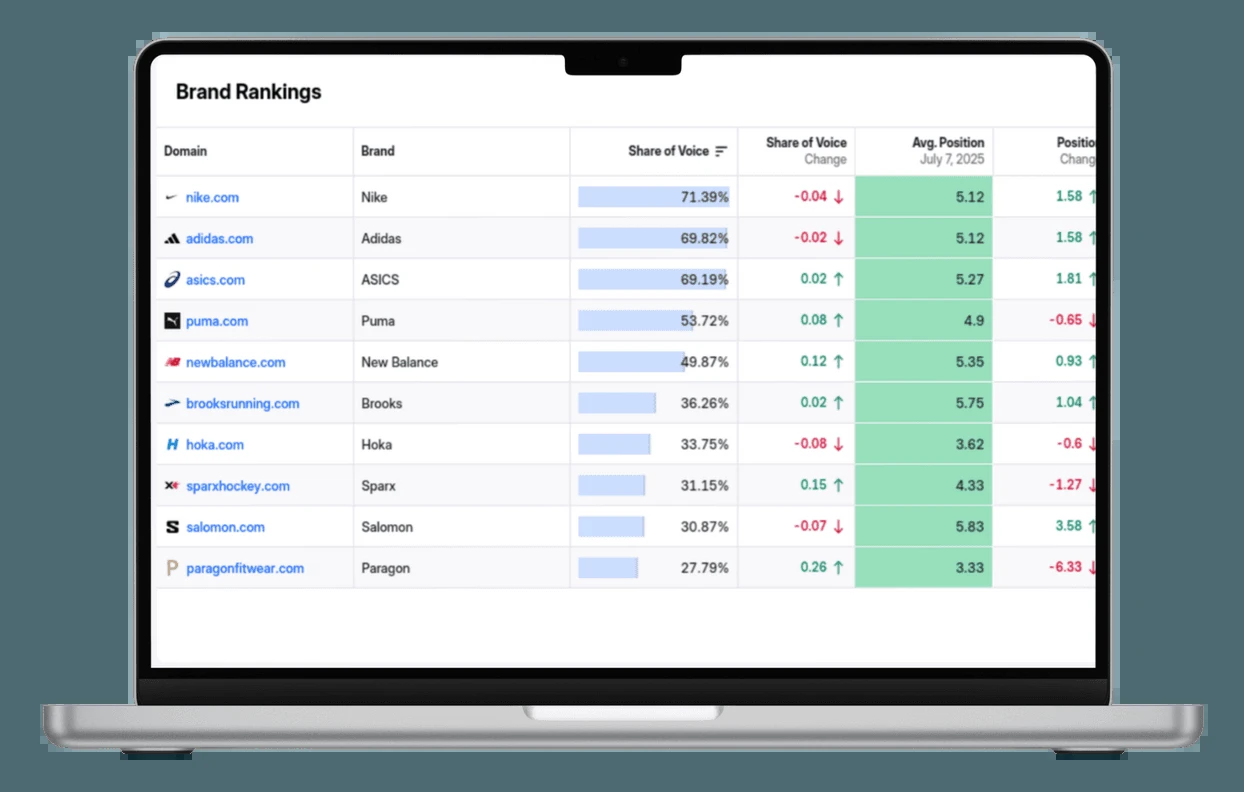 Brand Rankings
Domain Brand Share of Voice Share of Voice Change Avg. Position July 7, 2025 Positio Chang
nike.com Nike 71.39% -0.04 ↓ 5.12 1.58 ↑
adidas.com Adidas 69.82% -0.02 ↓ 5.12 1.58 ↑
asics.com ASICS 69.19% 0.02 ↑ 5.27 1.81 ↑
puma.com Puma 53.72% 0.08 ↑ 4.9 -0.65 ↓
newbalance.com New Balance 49.87% 0.12 ↑ 5.35 0.93 ↑
brooksrunning.com Brooks 36.26% 0.02 ↑ 5.75 1.04 ↑
H hoka.com Hoka 33.75% -0.08 ↓ 3.62 -0.6 ↓
sparxhockey.com Sparx 31.15% 0.15 ↑ 4.33 -1.27 ↓
S salomon.com Salomon 30.87% -0.07 ↓ 5.83 3.58 ↑
P paragonfitwear.com Paragon 27.79% 0.26 ↑ 3.33 -6.33 ↓